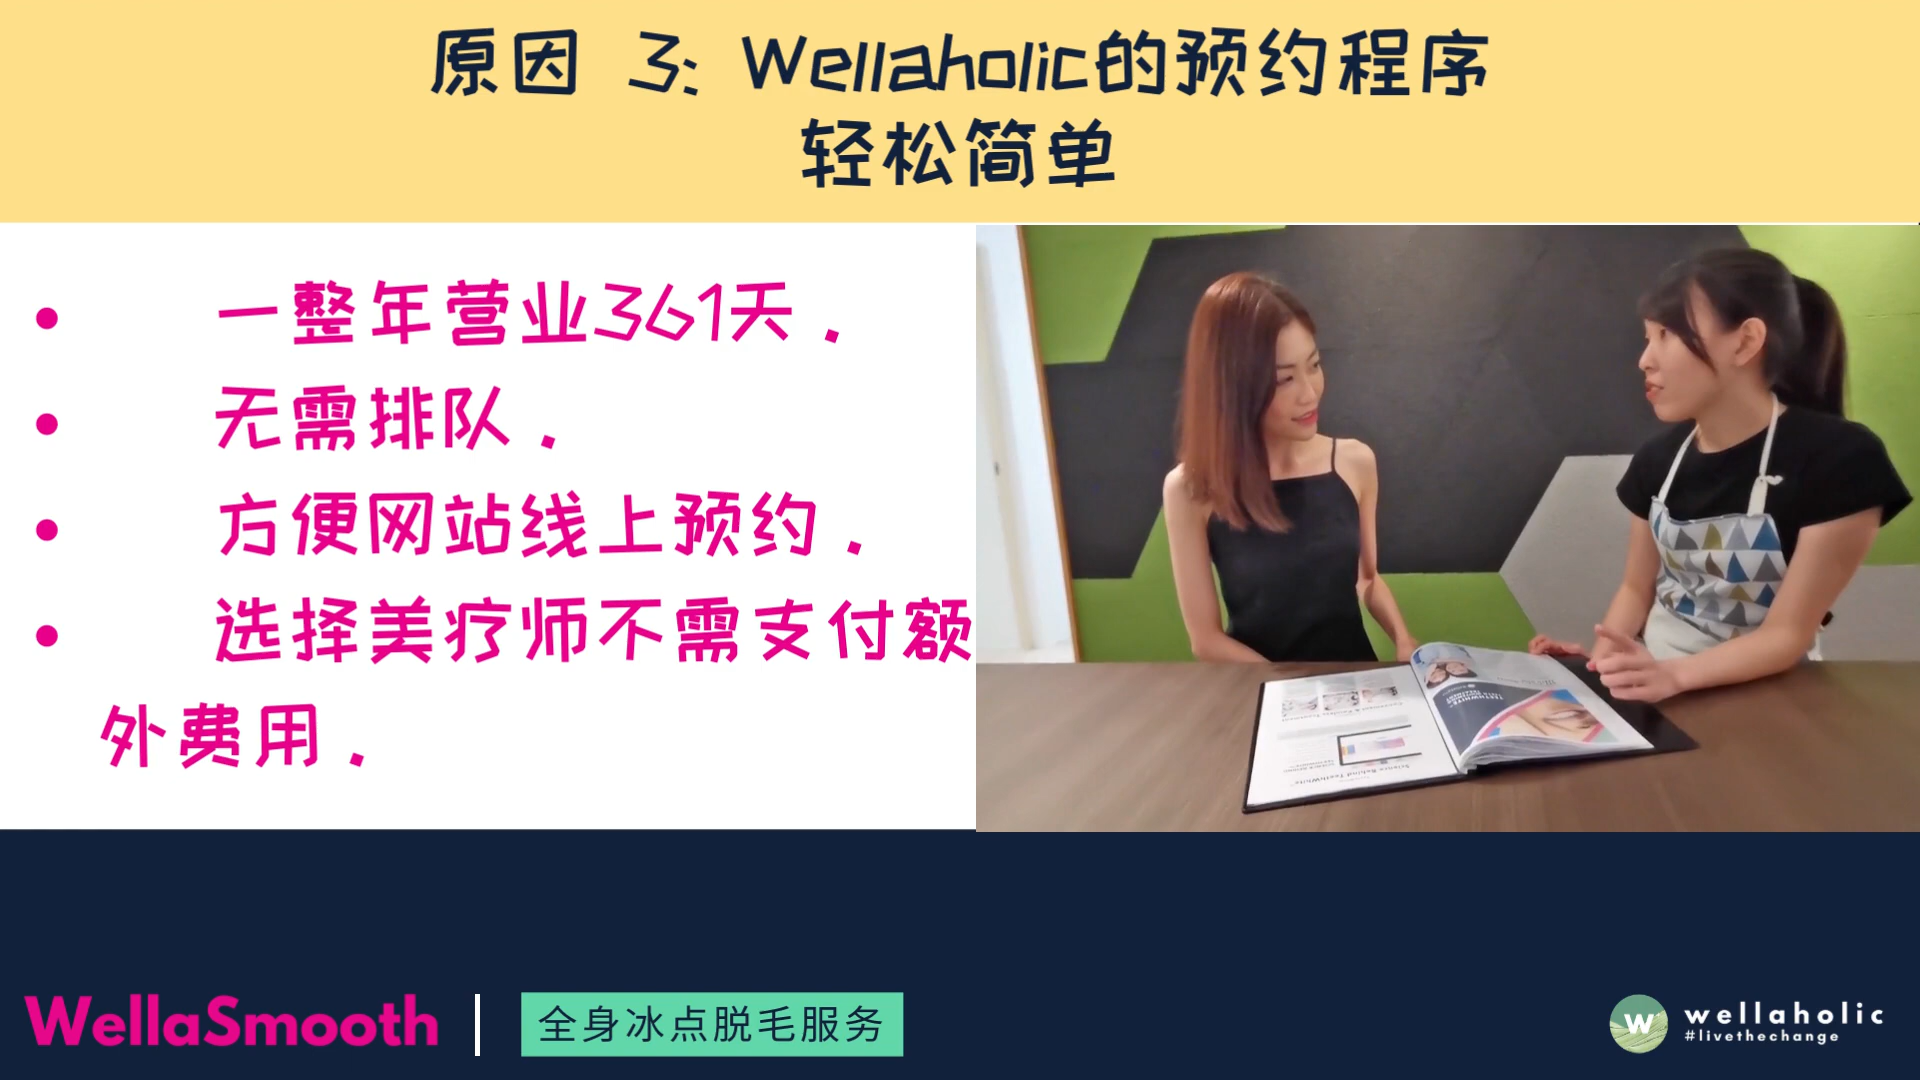 原因 3: Wellaholic的预约程序
轻松简单
• 一整年营业361天.
• 无需排队.
• 方便网站线上预约.
• 选择美疗师不需支付额
外费用.
Science Behind TeethWhite
WellaSmooth
全身冰点脱毛服务
W
wellaholic
#livethechange